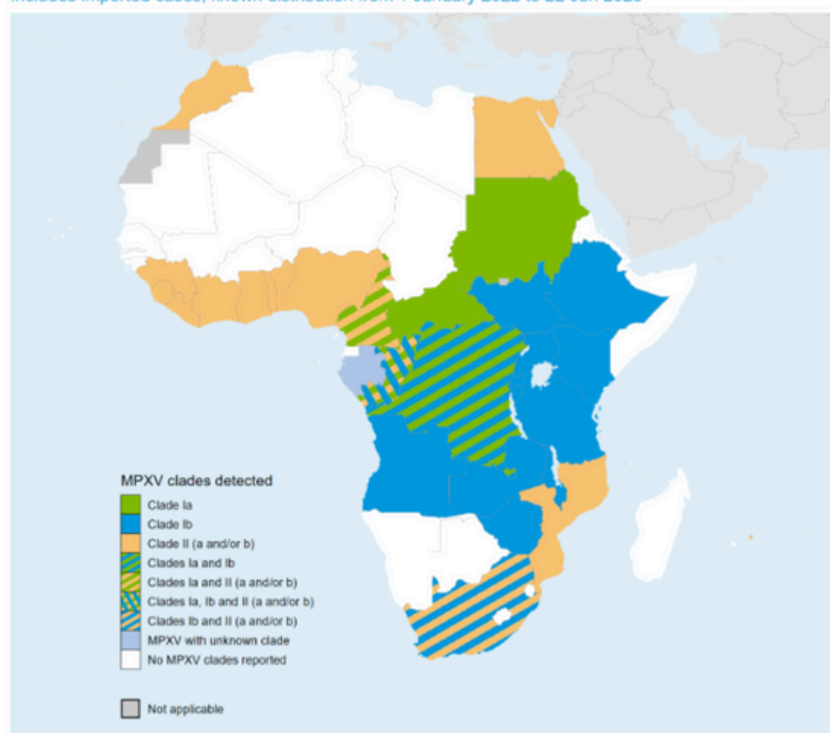 MPXV clades detected
Clade Ia
Clade Ib
Clade II (a and/or b)
Clades Ia and Ib
Clades Ia and II (a and/or b)
Clades Ia, Ib and II (a and/or b)
Clades Ib and II (a and/or b)
MPXV with unknown clade
No MPXV clades reported
Not applicable